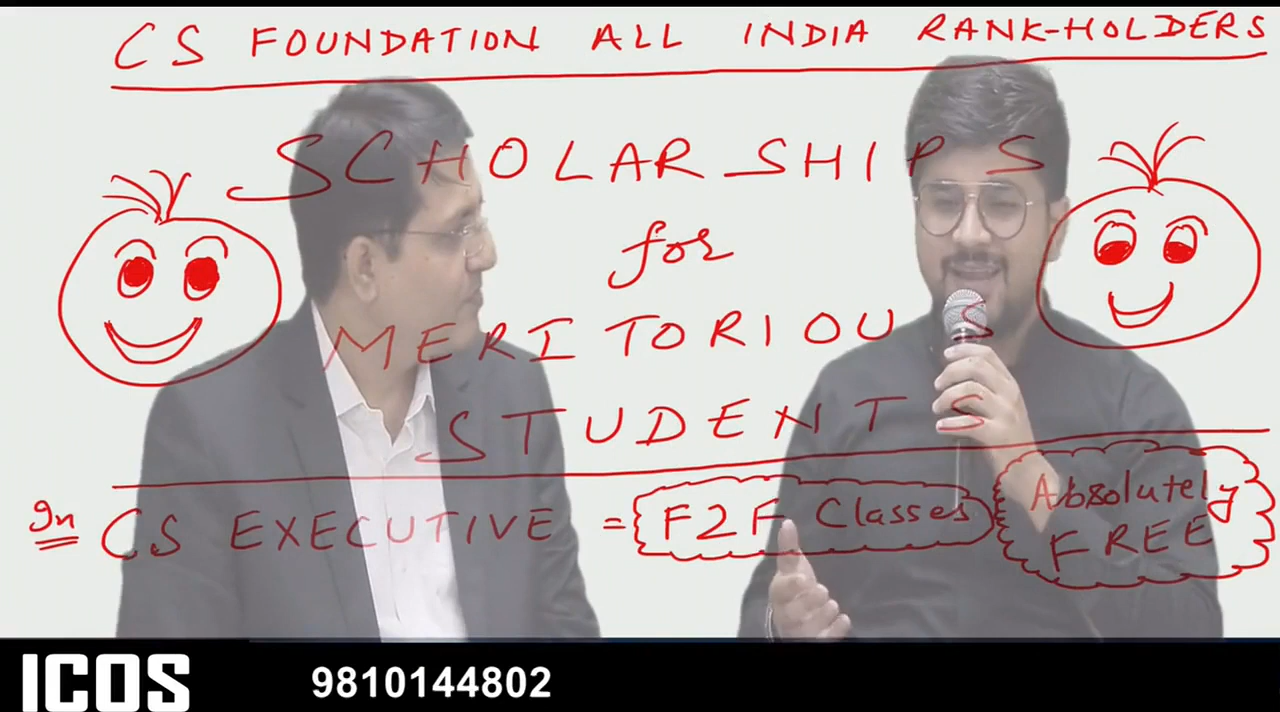 CS FOUNDATION ALL INDIA RANK-HOLDERS
SCHOLARSHIPS
for
MERITORIOUS
STUDENTS
In CS EXECUTIVE = F2F Classes Absolutely FREE
ICOS 9810144802